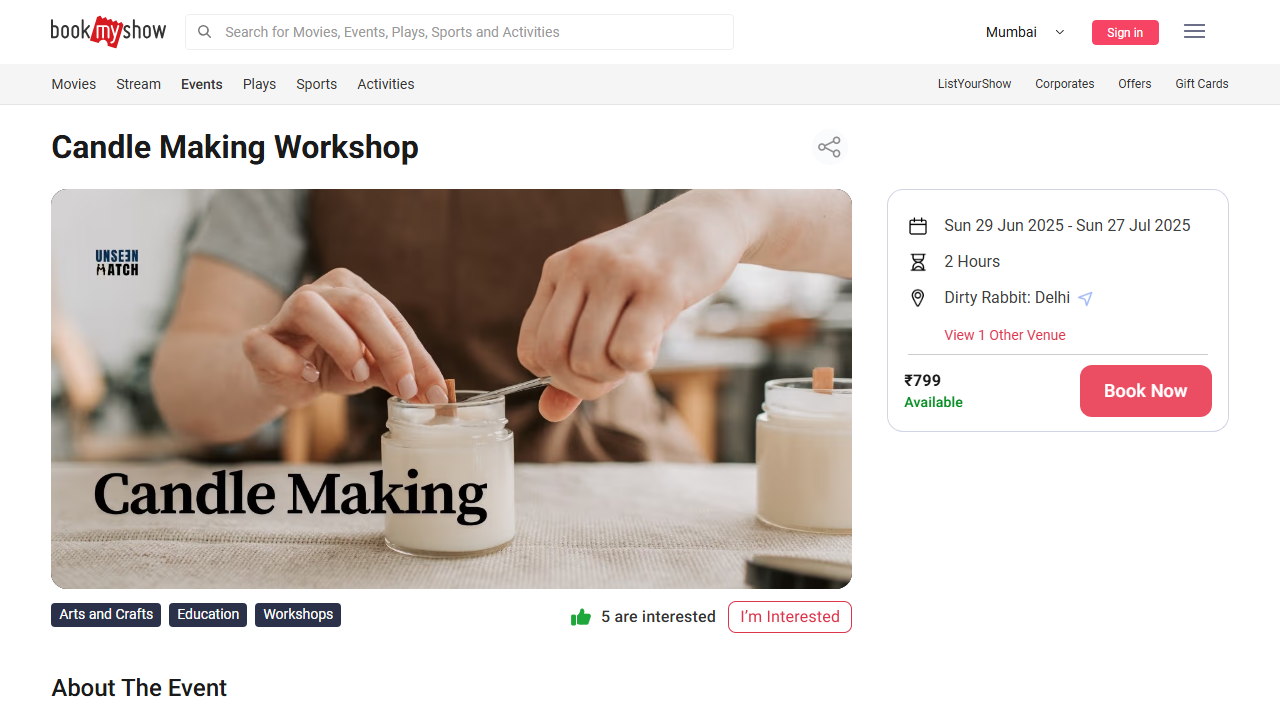 bookmyshow
Search for Movies, Events, Plays, Sports and Activities
Mumbai
Sign in
Movies
Stream
Events
Plays
Sports
Activities
ListYourShow
Corporates
Offers
Gift Cards
Candle Making Workshop
UNSEEN
MATCH
Candle Making
Sun 29 Jun 2025 - Sun 27 Jul 2025
2 Hours
Dirty Rabbit: Delhi
View 1 Other Venue
₹799
Available
Book Now
Arts and Crafts
Education
Workshops
5 are interested
I’m Interested
About The Event